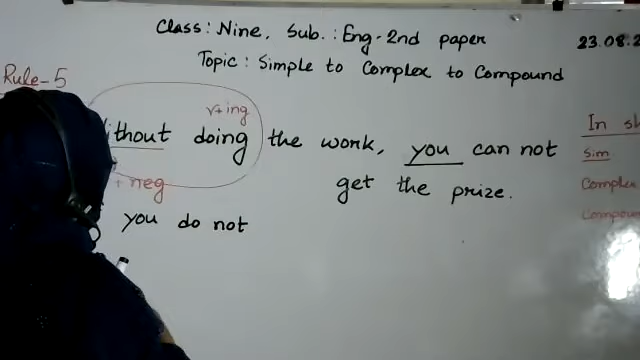 Class: Nine, Sub.: Eng-2nd paper
23.08.2
Topic: Simple to Complex to Compound
Rule-5
v+ing
ithout doing the work, you can not
get the prize.
+ neg
you do not
In sh
Sim
Complex
Compoun